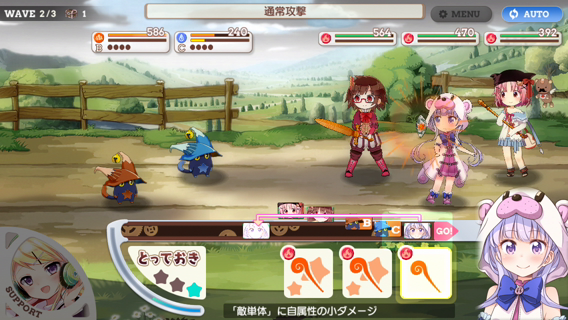 WAVE 2/3 1
通常攻撃
MENU
AUTO
586
B
240
C
564
470
392
B
C
GO!
とっておき
SUPPORT
「敵単体」に自属性の小ダメージ